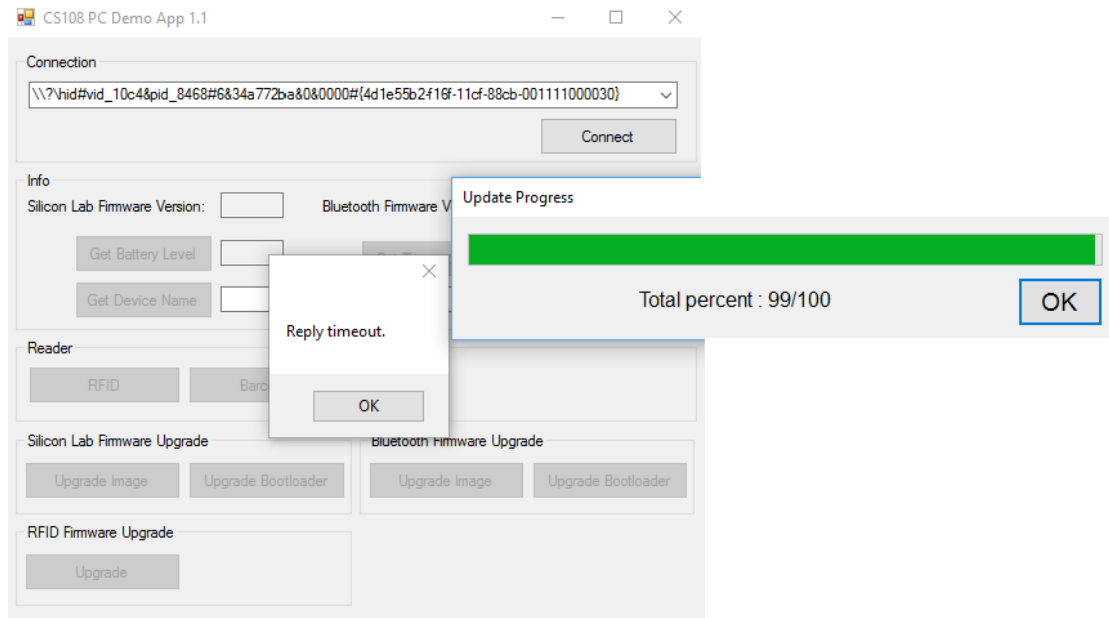 CS108 PC Demo App 1.1
Connection
\\?\hid#vid_10c4&pid_8468#6&34a772ba&0&0000#{4d1e55b2-f16f-11cf-88cb-001111000030}
Connect
Info
Silicon Lab Firmware Version:
Bluetooth Firmware V
Update Progress
Get Battery Level
Get Device Name
Total percent : 99/100
OK
Reply timeout.
OK
Reader
RFID
Barc
Silicon Lab Firmware Upgrade
Bluetooth Firmware Upgrade
Upgrade Image
Upgrade Bootloader
Upgrade Image
Upgrade Bootloader
RFID Firmware Upgrade
Upgrade